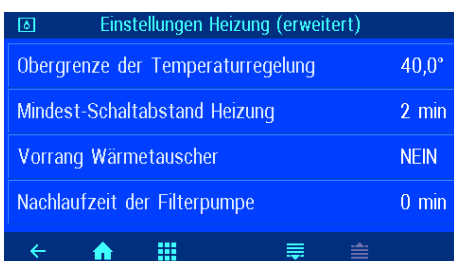 Einstellungen Heizung (erweitert)
Obergrenze der Temperaturregelung 40,0°
Mindest-Schaltabstand Heizung 2 min
Vorrang Wärmetauscher NEIN
Nachlaufzeit der Filterpumpe 0 min